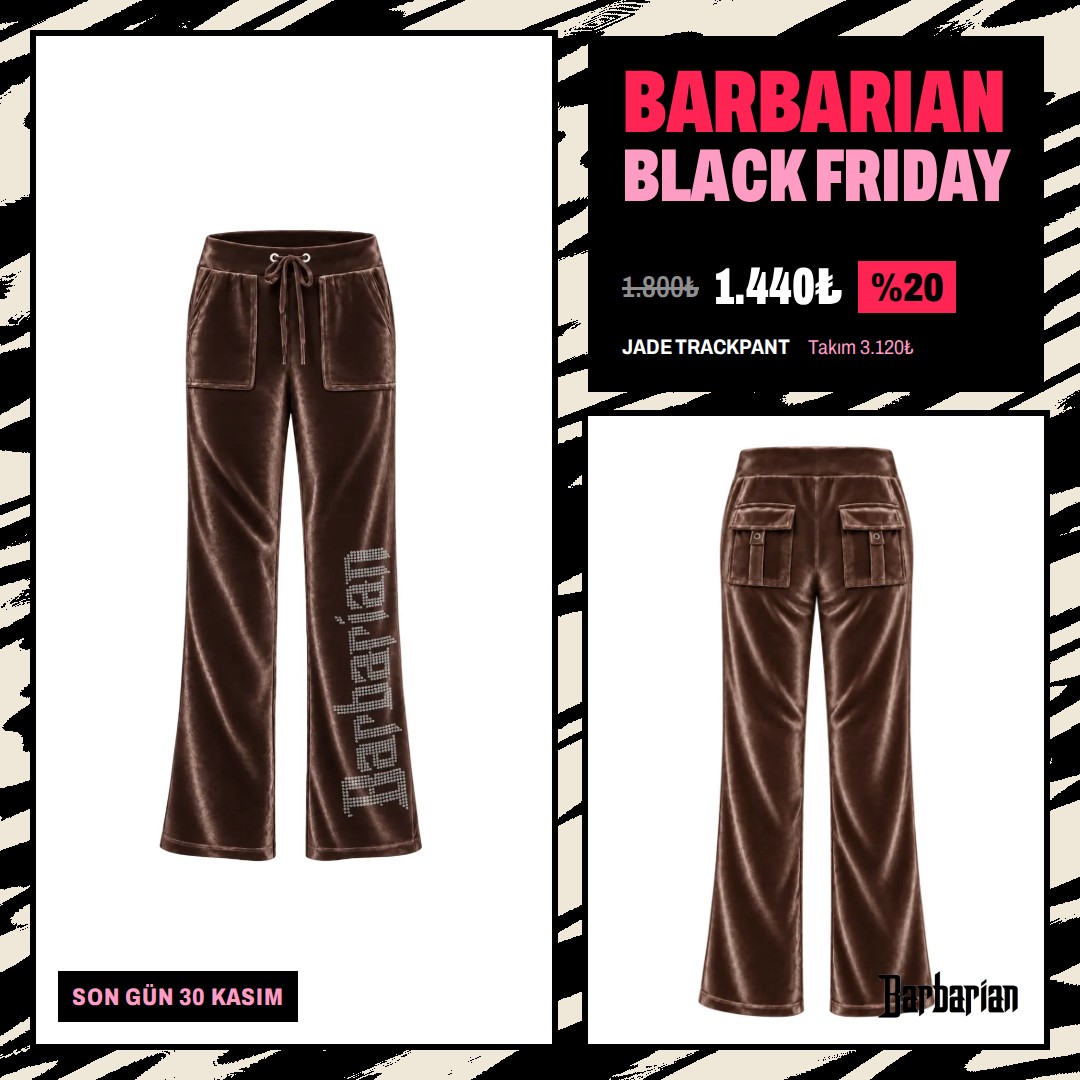 BARBARIAN
BLACK FRIDAY
1.800₺ 1.440₺ %20
JADE TRACKPANT Takım 3.120₺
Barbarian
SON GÜN 30 KASIM
Barbarian